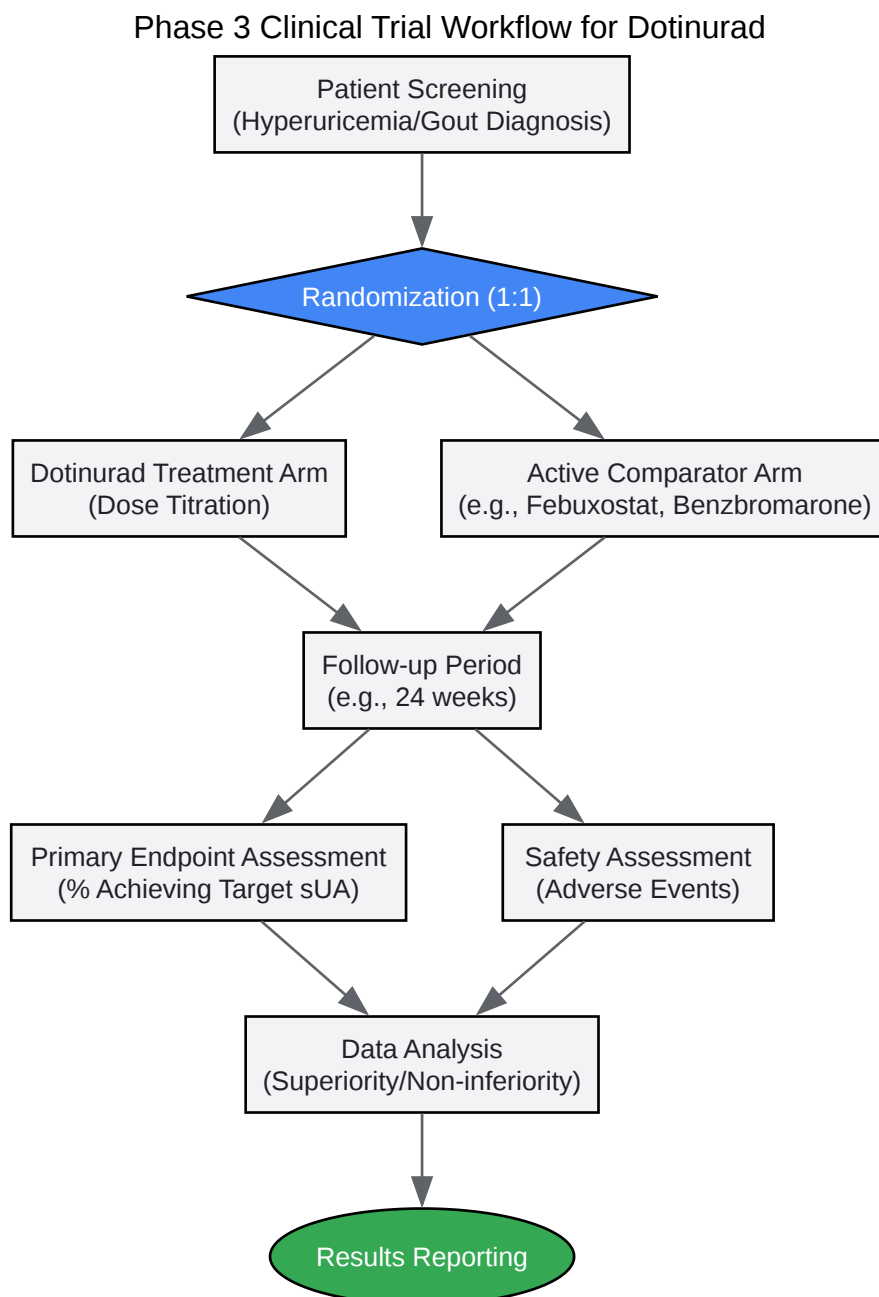 Phase 3 Clinical Trial Workflow for Dotinurad
Patient Screening
(Hyperuricemia/Gout Diagnosis)
Randomization (1:1)
Dotinurad Treatment Arm
(Dose Titration)
Active Comparator Arm
(e.g., Febuxostat, Benzbromarone)
Follow-up Period
(e.g., 24 weeks)
Primary Endpoint Assessment
(% Achieving Target sUA)
Safety Assessment
(Adverse Events)
Data Analysis
(Superiority/Non-inferiority)
Results Reporting